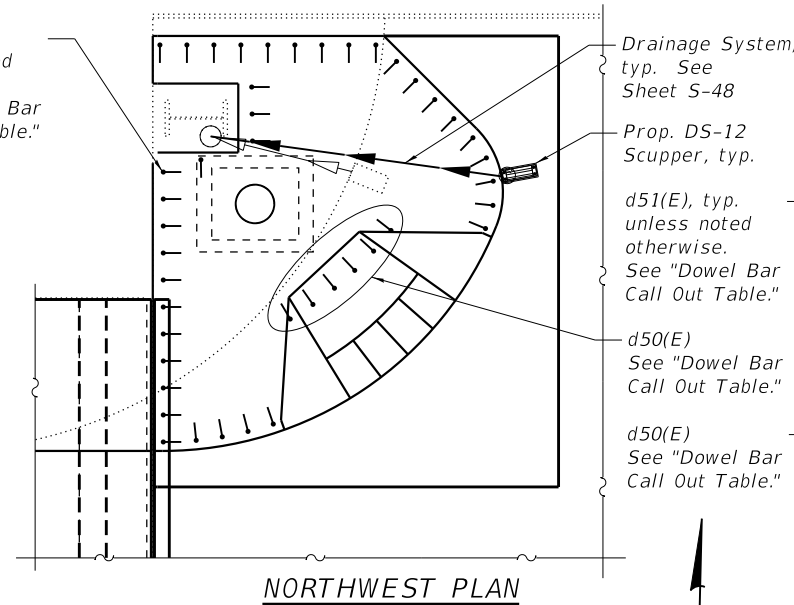 d
Bar
ble."
Drainage System,
typ. See
Sheet S-48
Prop. DS-12
Scupper, typ.
d51(E), typ.
unless noted
otherwise.
See "Dowel Bar
Call Out Table."
d50(E)
See "Dowel Bar
Call Out Table."
d50(E)
See "Dowel Bar
Call Out Table."
NORTHWEST PLAN